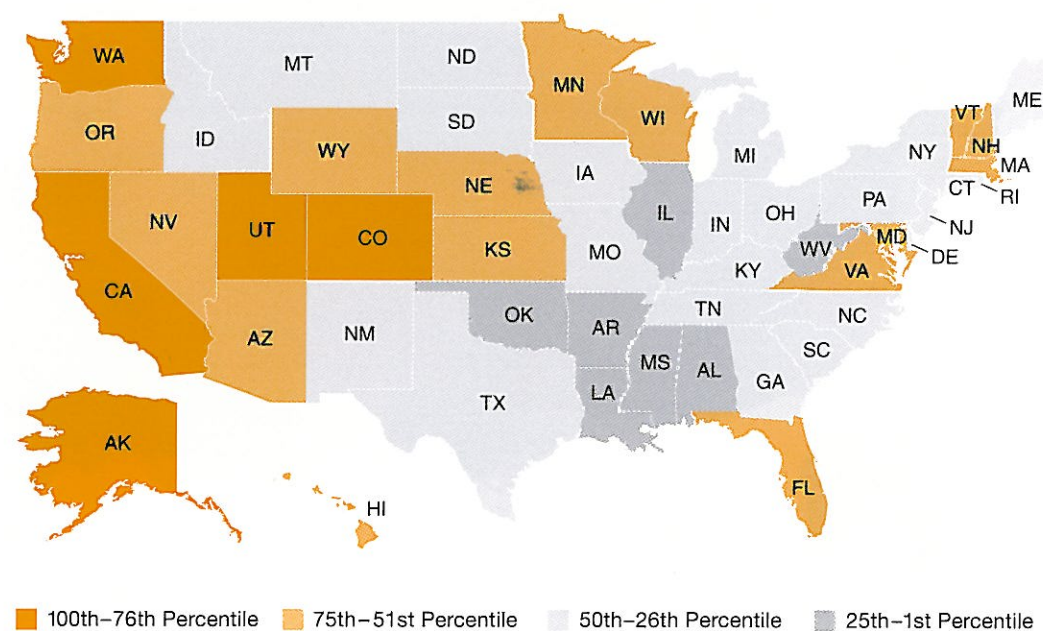 WA
MT
ND
MN
ME
VT
OR
ID
SD
WI
NH
WY
MI
NY
MA
IA
CT
RI
NE
PA
NV
UT
CO
IL
IN
OH
NJ
KS
MO
WV
MD
DE
CA
KY
VA
AZ
NM
OK
AR
TN
NC
MS
AL
SC
LA
GA
TX
AK
HI
FL
100th–76th Percentile
75th–51st Percentile
50th–26th Percentile
25th–1st Percentile